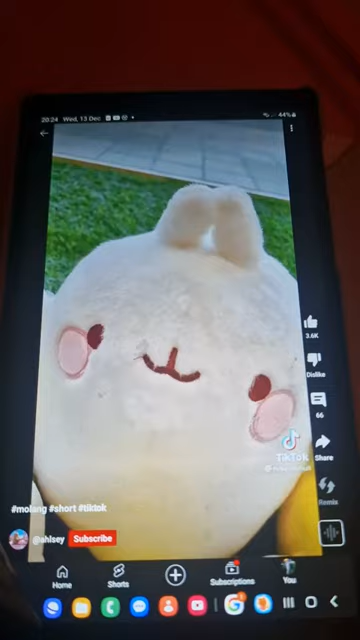 20:24 Wed, 13 Dec
44%
3.6K
Dislike
66
TikTok
Share
Remix
#molang #short #tiktok
@ohlsey
Subscribe
Home
Shorts
Subscriptions
You